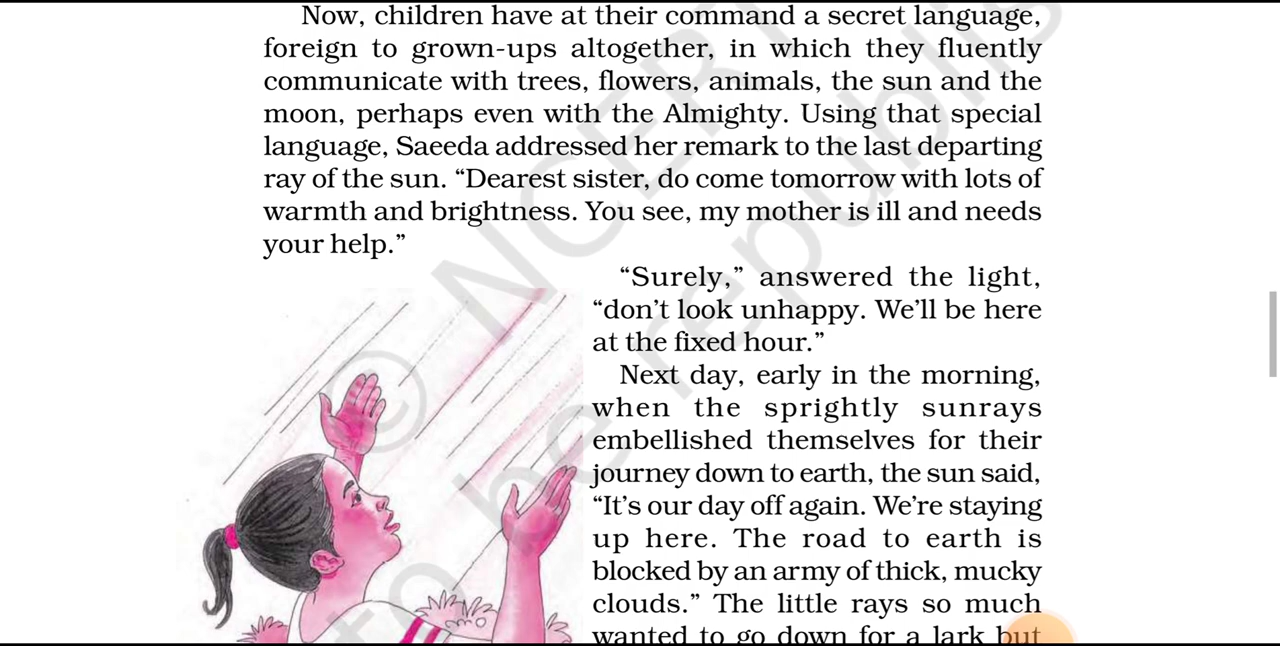 Now, children have at their command a secret language,
foreign to grown-ups altogether, in which they fluently
communicate with trees, flowers, animals, the sun and the
moon, perhaps even with the Almighty. Using that special
language, Saeeda addressed her remark to the last departing
ray of the sun. “Dearest sister, do come tomorrow with lots of
warmth and brightness. You see, my mother is ill and needs
your help.”
“Surely,” answered the light,
“don’t look unhappy. We’ll be here
at the fixed hour.”
Next day, early in the morning,
when the sprightly sunrays
embellished themselves for their
journey down to earth, the sun said,
“It’s our day off again. We’re staying
up here. The road to earth is
blocked by an army of thick, mucky
clouds.” The little rays so much
wanted to go down for a lark but
© NCERT
to be republis